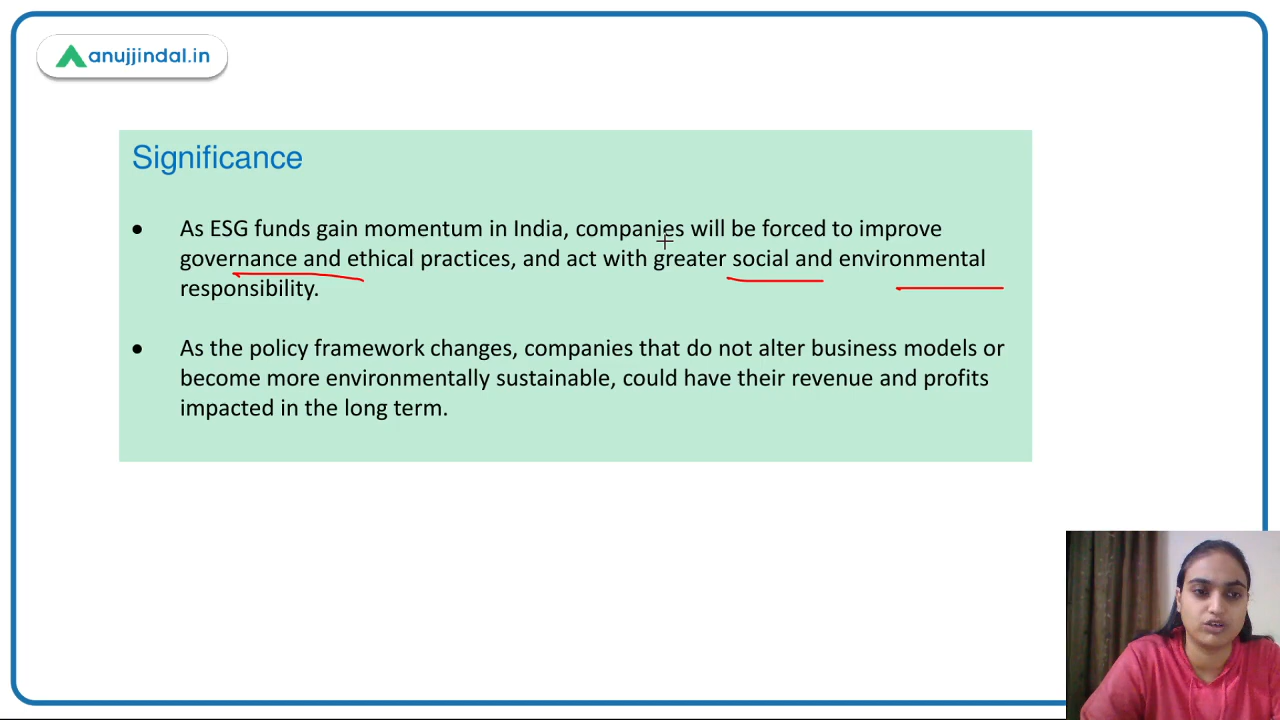 anujjindal.in
Significance
● As ESG funds gain momentum in India, companies will be forced to improve
governance and ethical practices, and act with greater social and environmental
responsibility.
● As the policy framework changes, companies that do not alter business models or
become more environmentally sustainable, could have their revenue and profits
impacted in the long term.